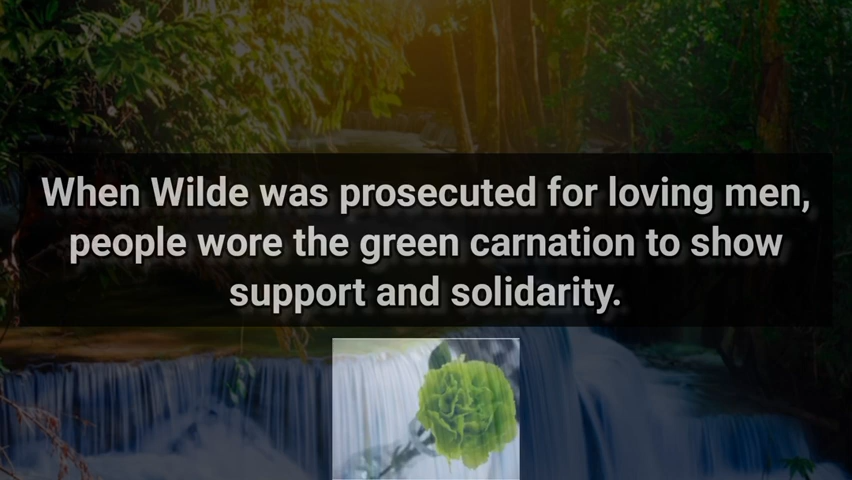 When Wilde was prosecuted for loving men,
people wore the green carnation to show
support and solidarity.